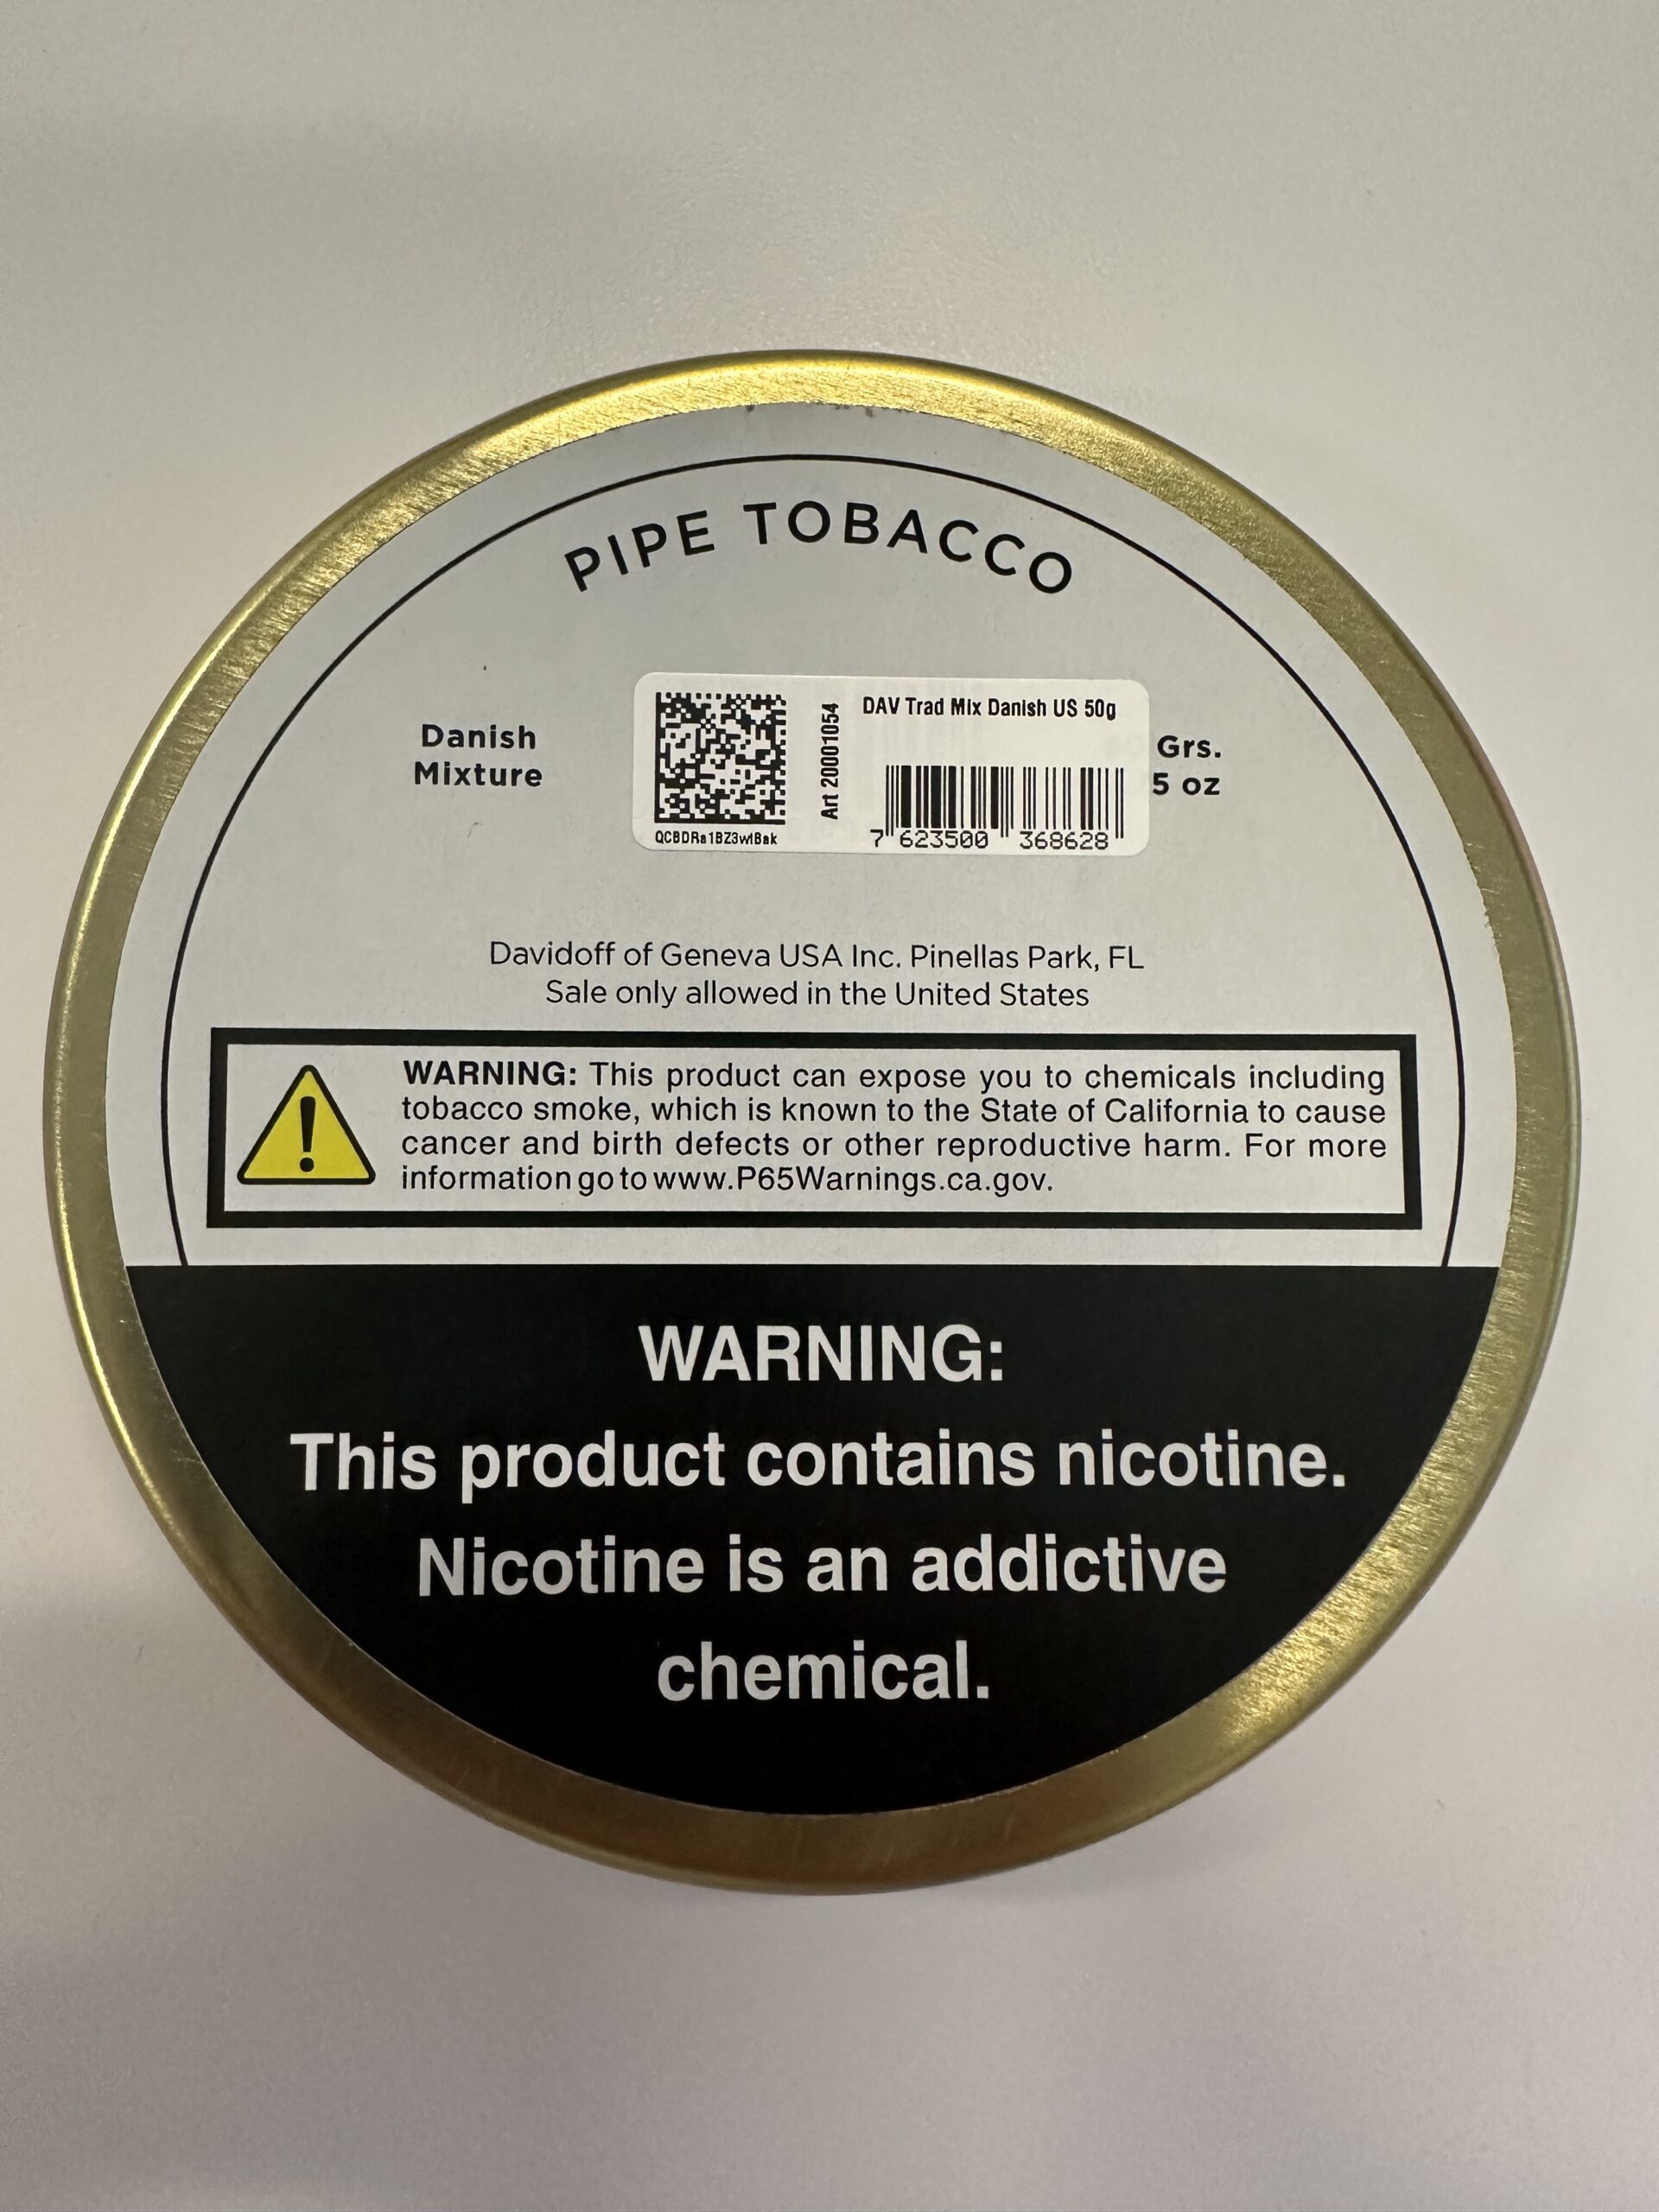 PIPE TOBACCO
Danish
Mixture
DAV Trad Mix Danish US 50g
Art 20001054
7 623500 368628
Grs.
5 oz
Davidoff of Geneva USA Inc. Pinellas Park, FL
Sale only allowed in the United States
WARNING: This product can expose you to chemicals including
tobacco smoke, which is known to the State of California to cause
cancer and birth defects or other reproductive harm. For more
information go to www.P65Warnings.ca.gov.
WARNING:
This product contains nicotine.
Nicotine is an addictive
chemical.